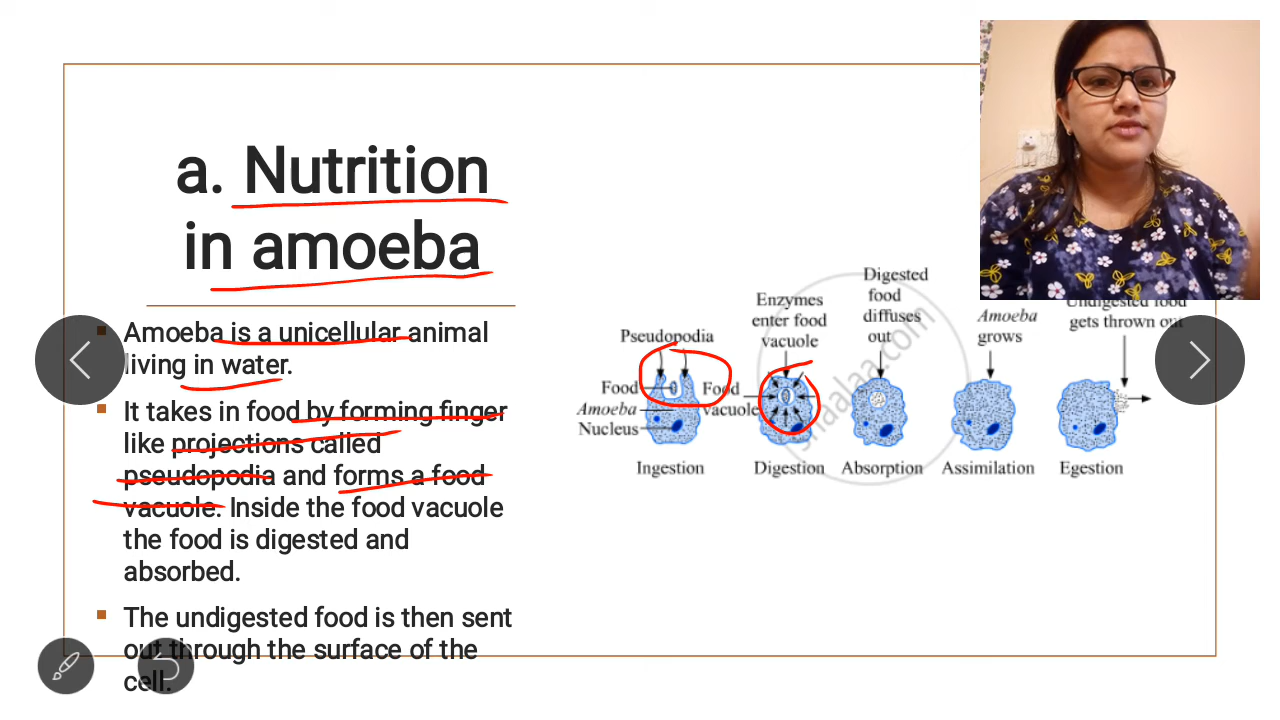 a. Nutrition
in amoeba
Amoeba is a unicellular animal
living in water.
It takes in food by forming finger
like projections called
pseudopodia and forms a food
vacuole. Inside the food vacuole
the food is digested and
absorbed.
The undigested food is then sent
out through the surface of the
cell.
Pseudopodia
Food
Amoeba
Nucleus
Ingestion
Enzymes
enter food
vacuole
Food
vacuole
Digestion
Digested
food
diffuses
out
Absorption
Amoeba
grows
Assimilation
Undigested food
gets thrown out
Egestion
shaalaa.com